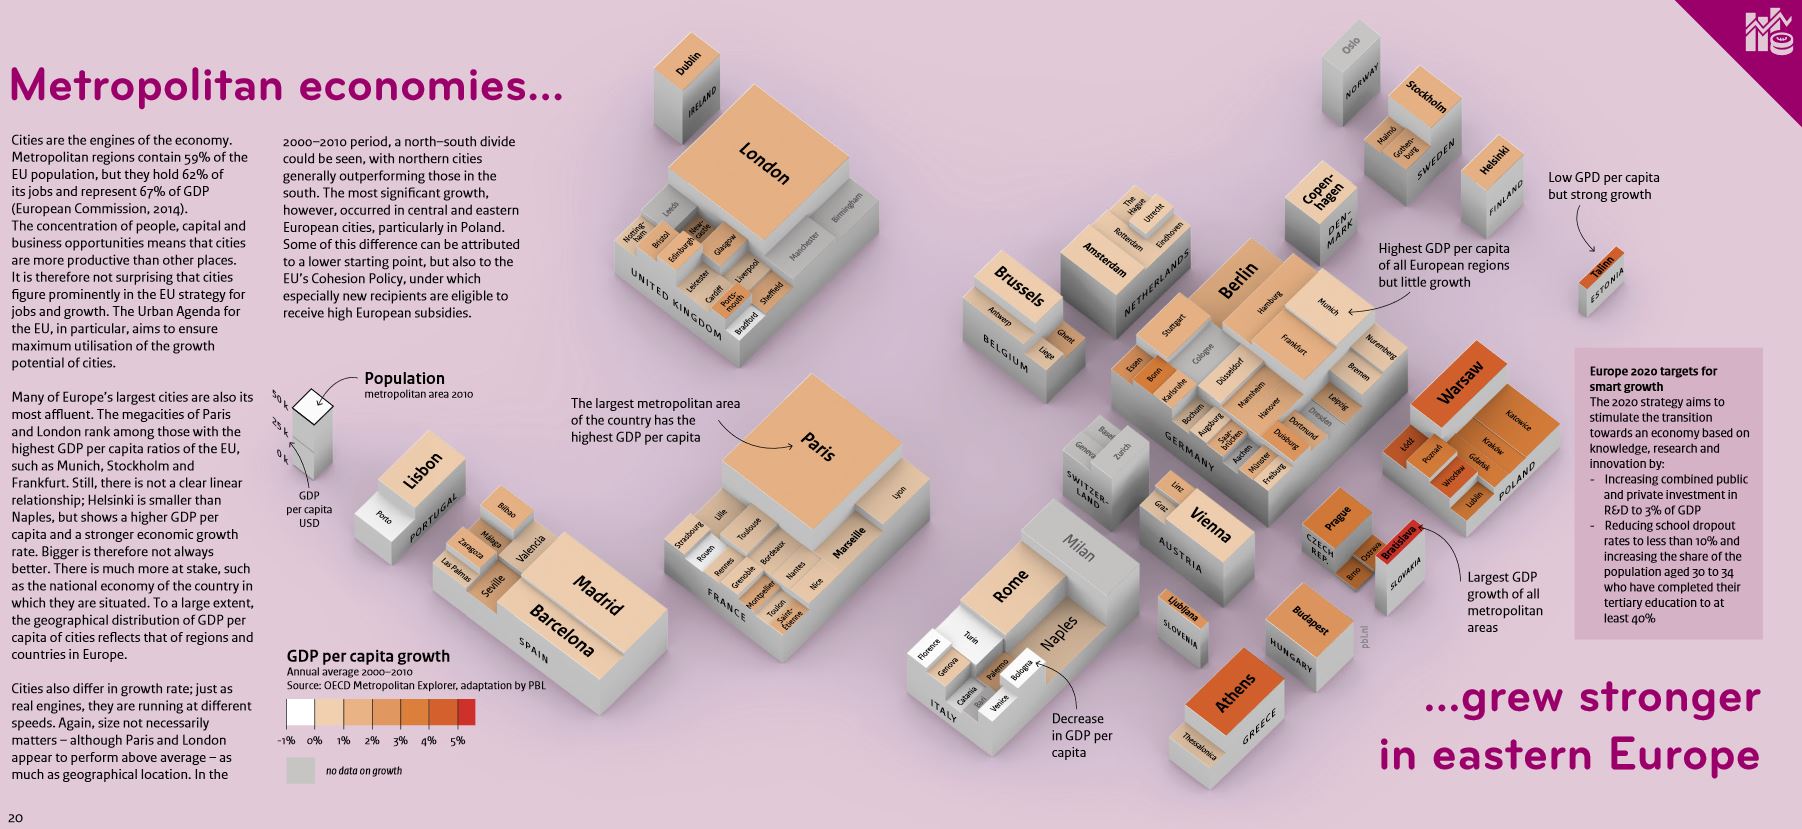 Metropolitan economies...
Cities are the engines of the economy.
Metropolitan regions contain 59% of the
EU population, but they hold 62% of
its jobs and represent 67% of GDP
(European Commission, 2014).
The concentration of people, capital and
business opportunities means that cities
are more productive than other places.
It is therefore not surprising that cities
figure prominently in the EU strategy for
jobs and growth. The Urban Agenda for
the EU, in particular, aims to ensure
maximum utilisation of the growth
potential of cities.
Many of Europe's largest cities are also its
most affluent. The megacities of Paris
and London rank among those with the
highest GDP per capita ratios of the EU,
such as Munich, Stockholm and
Frankfurt. Still, there is not a clear linear
relationship; Helsinki is smaller than
Naples, but shows a higher GDP per
capita and a stronger economic growth
rate. Bigger is therefore not always
better. There is much more at stake, such
as the national economy of the country in
which they are situated. To a large extent,
the geographical distribution of GDP per
capita of cities reflects that of regions and
countries in Europe.
Cities also differ in growth rate; just as
real engines, they are running at different
speeds. Again, size not necessarily
matters – although Paris and London
appear to perform above average – as
much as geographical location. In the
2000–2010 period, a north–south divide
could be seen, with northern cities
generally outperforming those in the
south. The most significant growth,
however, occurred in central and eastern
European cities, particularly in Poland.
Some of this difference can be attributed
to a lower starting point, but also to the
EU's Cohesion Policy, under which
especially new recipients are eligible to
receive high European subsidies.
Population
metropolitan area 2010
50 k
25 k
0 k
GDP
per capita
USD
GDP per capita growth
Annual average 2000–2010
Source: OECD Metropolitan Explorer, adaptation by PBL
-1% 0% 1% 2% 3% 4% 5%
no data on growth
Dublin
IRELAND
London
Leeds
Birmingham
Manchester
Notting-
ham
Bristol
New-
castle
Edinburgh
Glasgow
Leicester
Liverpool
Cardiff
Ports-
mouth
Sheffield
Bradford
UNITED KINGDOM
The largest metropolitan area
of the country has the
highest GDP per capita
Lisbon
Porto
PORTUGAL
Bilbao
Málaga
Zaragoza
Valencia
Las Palmas
Seville
Madrid
Barcelona
SPAIN
Paris
Lyon
Lille
Strasbourg
Toulouse
Marseille
Rouen
Bordeaux
Rennes
Grenoble
Nantes
Nice
Montpellier
Toulon
Saint-
Étienne
FRANCE
Brussels
Antwerp
Ghent
Liege
BELGIUM
The
Hague
Utrecht
Rotterdam
Eindhoven
Amsterdam
NETHERLANDS
Berlin
Hamburg
Munich
Stuttgart
Frankfurt
Cologne
Nuremberg
Essen
Bonn
Düsseldorf
Bremen
Karlsruhe
Mannheim
Leipzig
Bochum
Hanover
Dresden
Augsburg
Dortmund
Saar-
brücken
Duisburg
Aachen
Münster
Freiburg
GERMANY
Highest GDP per capita
of all European regions
but little growth
Copen-
hagen
DEN-
MARK
Oslo
NORWAY
Stockholm
Malmö
Gothen-
burg
SWEDEN
Helsinki
FINLAND
Low GPD per capita
but strong growth
Talinn
ESTONIA
Basel
Geneva
Zurich
SWITZER-
LAND
Linz
Graz
Vienna
AUSTRIA
Milan
Rome
Naples
Turin
Florence
Genova
Palermo
Bologna
Catania
Bari
Venice
ITALY
Decrease
in GDP per
capita
Ljubljana
SLOVENIA
Prague
Ostrava
Brno
CZECH
REP.
Bratislava
SLOVAKIA
Largest GDP
growth of all
metropolitan
areas
Budapest
HUNGARY
pbl.nl
Athens
Thessalonica
GREECE
Warsaw
Katowice
Łódź
Poznań
Kraków
Gdańsk
Wrocław
Lublin
POLAND
Europe 2020 targets for
smart growth
The 2020 strategy aims to
stimulate the transition
towards an economy based on
knowledge, research and
innovation by:
- Increasing combined public
and private investment in
R&D to 3% of GDP
- Reducing school dropout
rates to less than 10% and
increasing the share of the
population aged 30 to 34
who have completed their
tertiary education to at
least 40%
...grew stronger
in eastern Europe
20